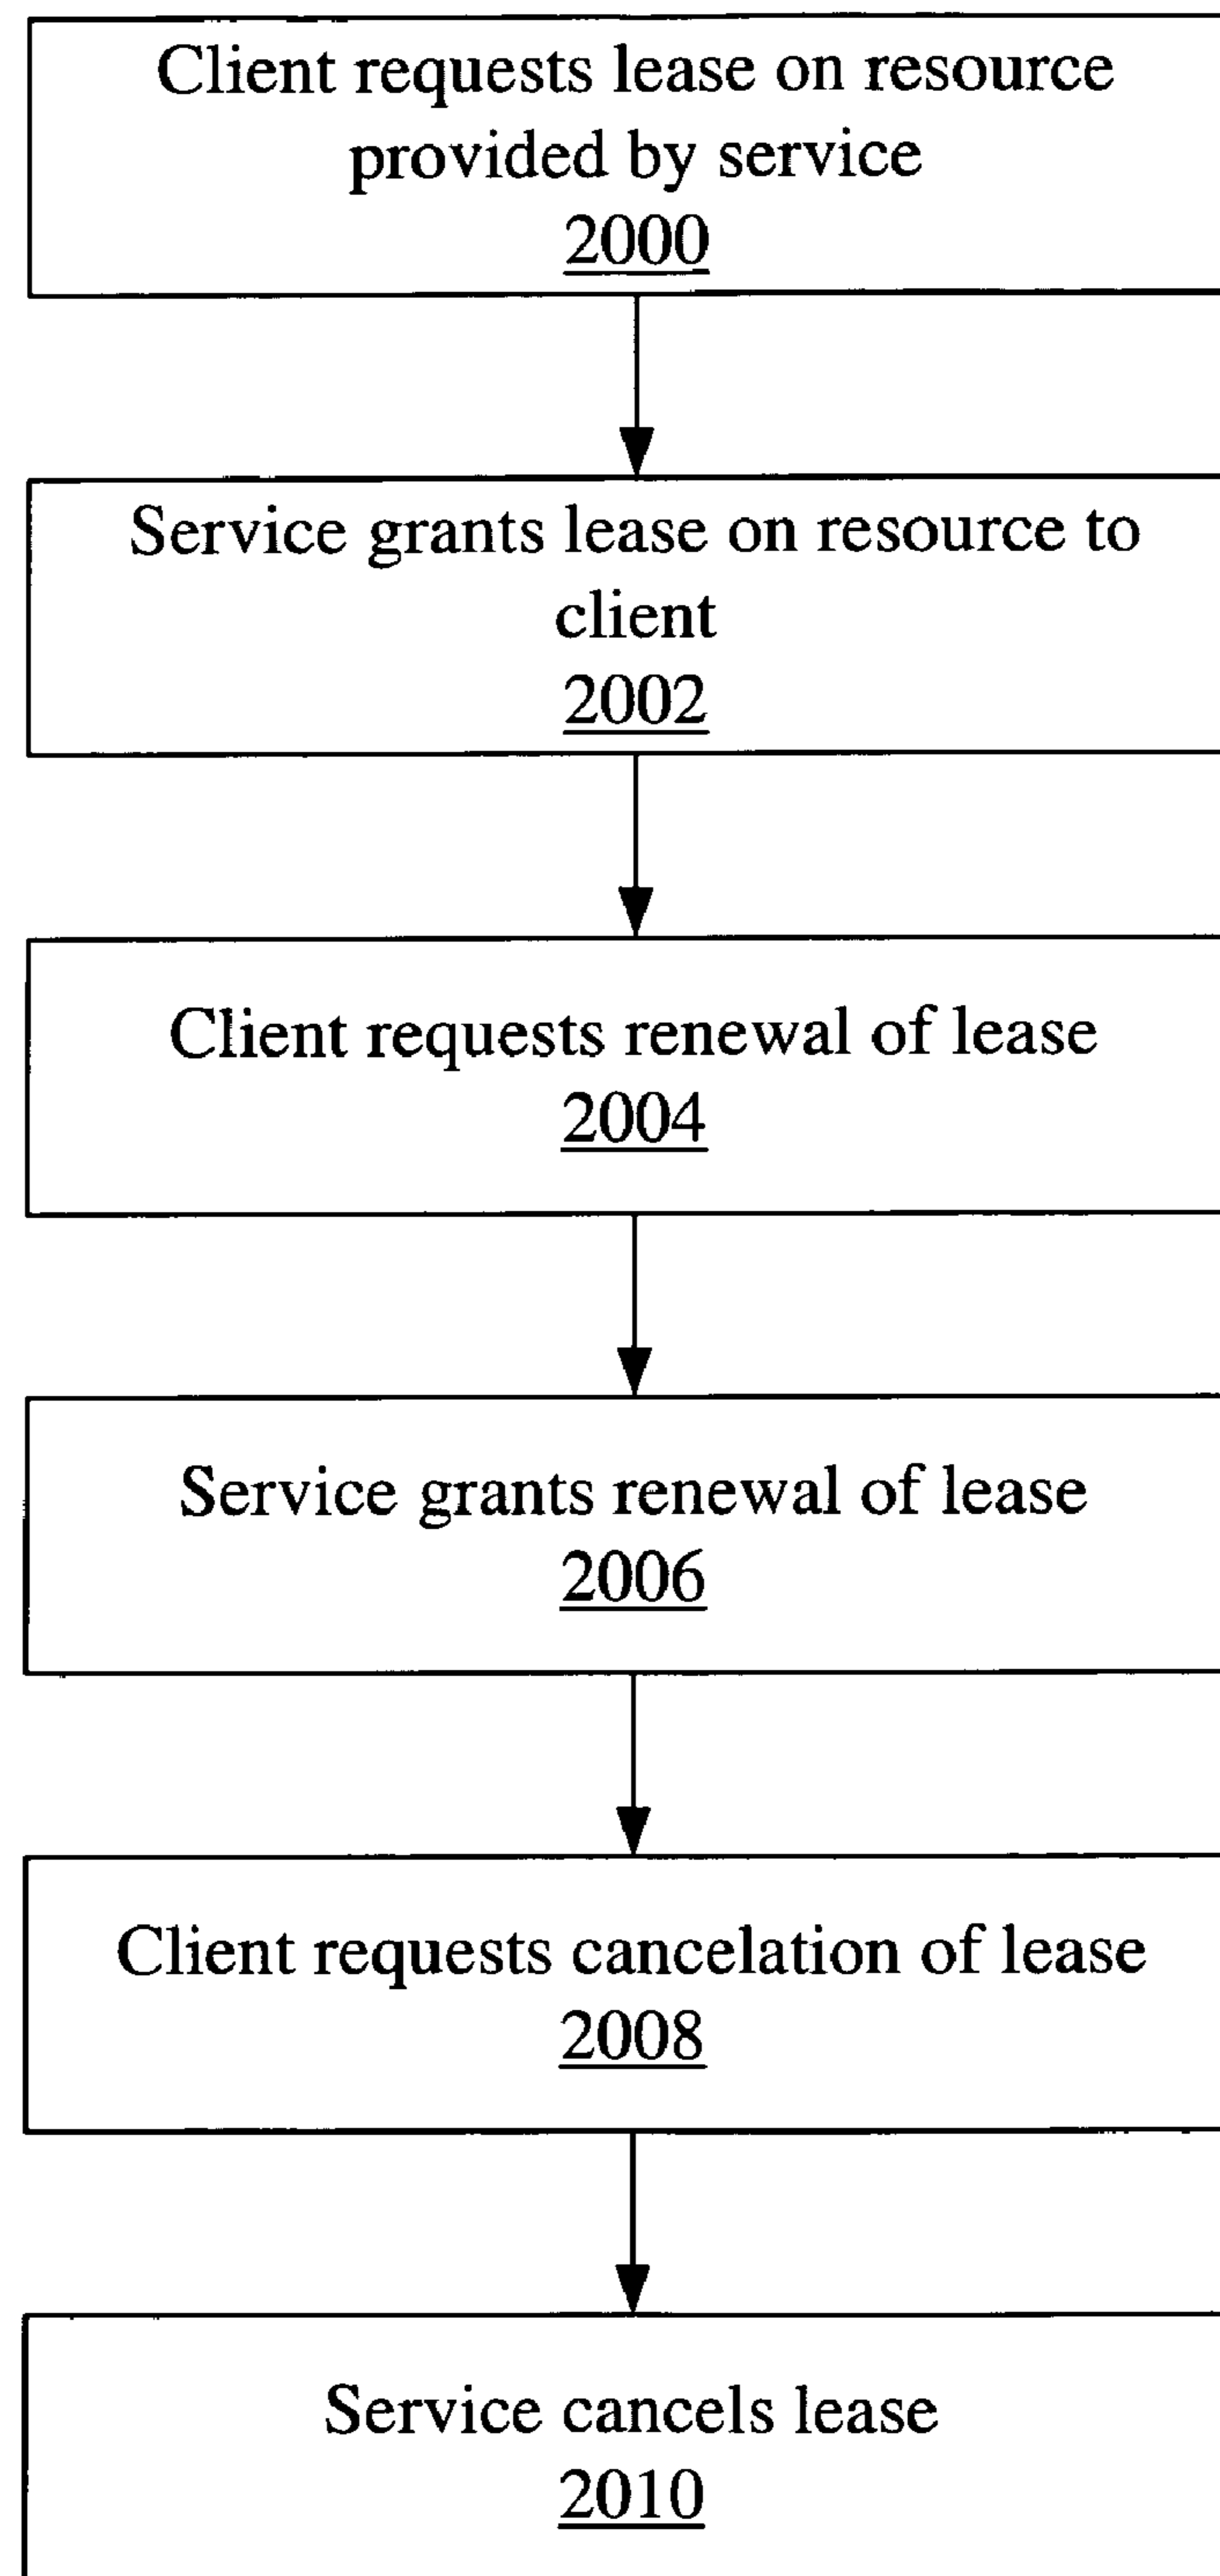 Client requests lease on resource
provided by service
2000
Service grants lease on resource to
client
2002
Client requests renewal of lease
2004
Service grants renewal of lease
2006
Client requests cancelation of lease
2008
Service cancels lease
2010